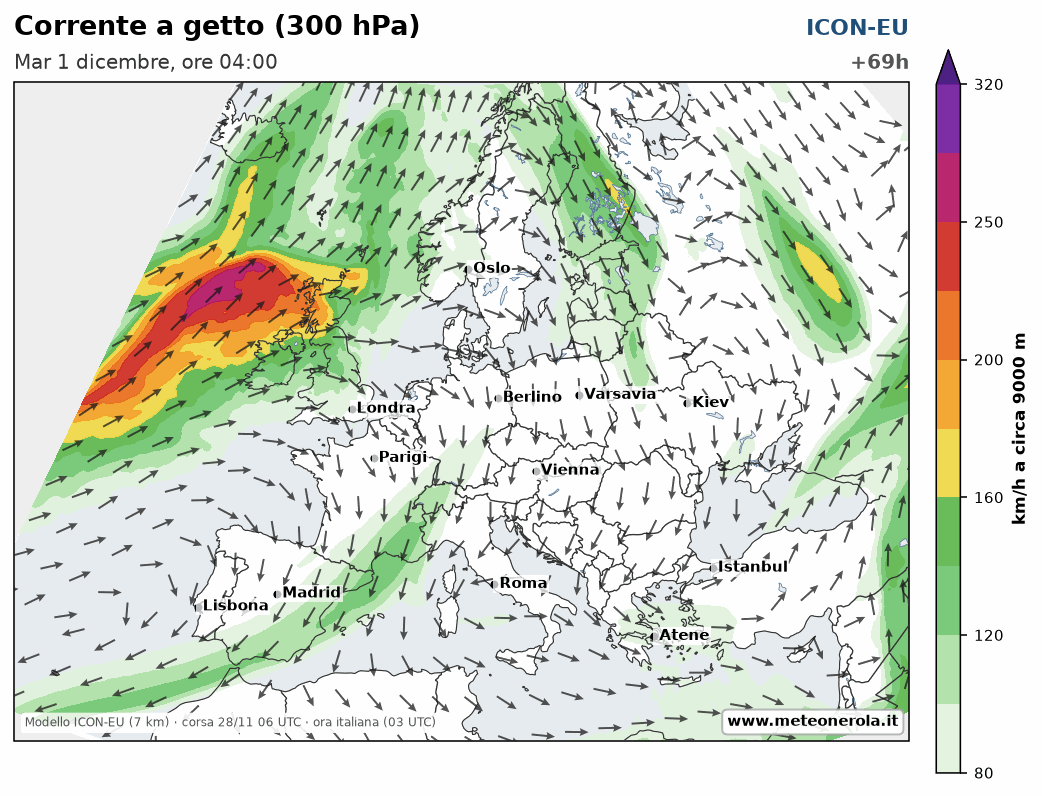 Corrente a getto (300 hPa)
ICON-EU
Mar 1 dicembre, ore 04:00
+69h
320
250
200
160
120
80
km/h a circa 9000 m
Oslo
Berlino
Varsavia
Kiev
Londra
Parigi
Vienna
Istanbul
Roma
Madrid
Lisbona
Atene
Modello ICON-EU (7 km) · corsa 28/11 06 UTC · ora italiana (03 UTC)
www.meteonerola.it